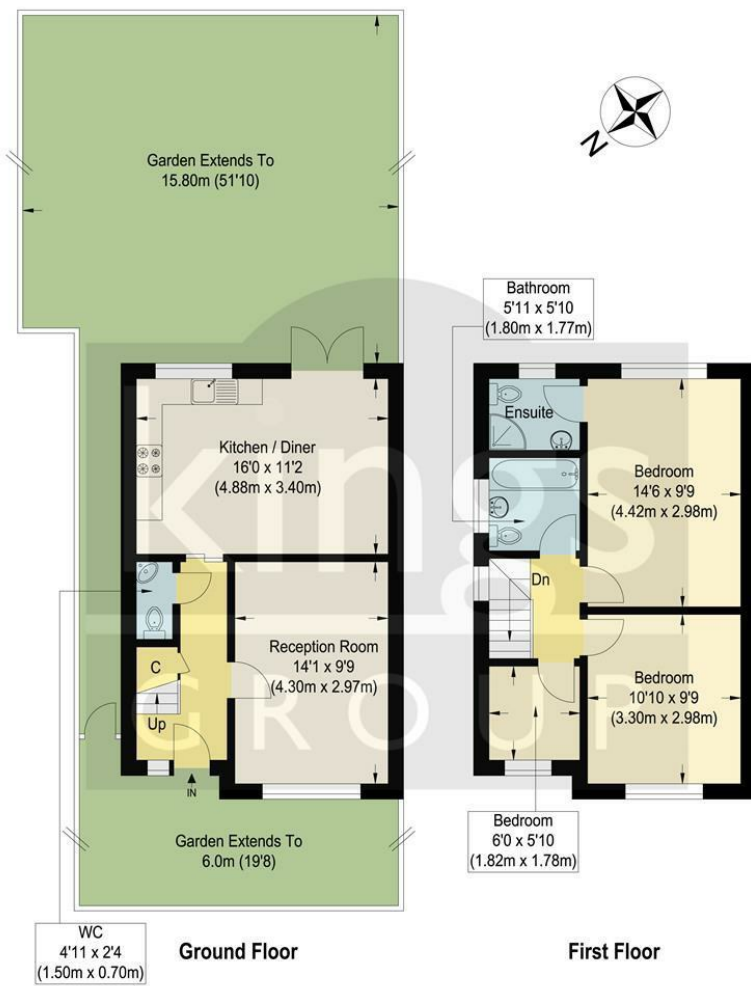 Garden Extends To
15.80m (51'10)
N
Bathroom
5'11 x 5'10
(1.80m x 1.77m)
Kitchen / Diner
16'0 x 11'2
(4.88m x 3.40m)
Ensuite
Bedroom
14'6 x 9'9
(4.42m x 2.98m)
Dn
Reception Room
14'1 x 9'9
(4.30m x 2.97m)
C
Up
IN
Bedroom
10'10 x 9'9
(3.30m x 2.98m)
kings
GROUP
Garden Extends To
6.0m (19'8)
Bedroom
6'0 x 5'10
(1.82m x 1.78m)
WC
4'11 x 2'4
(1.50m x 0.70m)
Ground Floor
First Floor